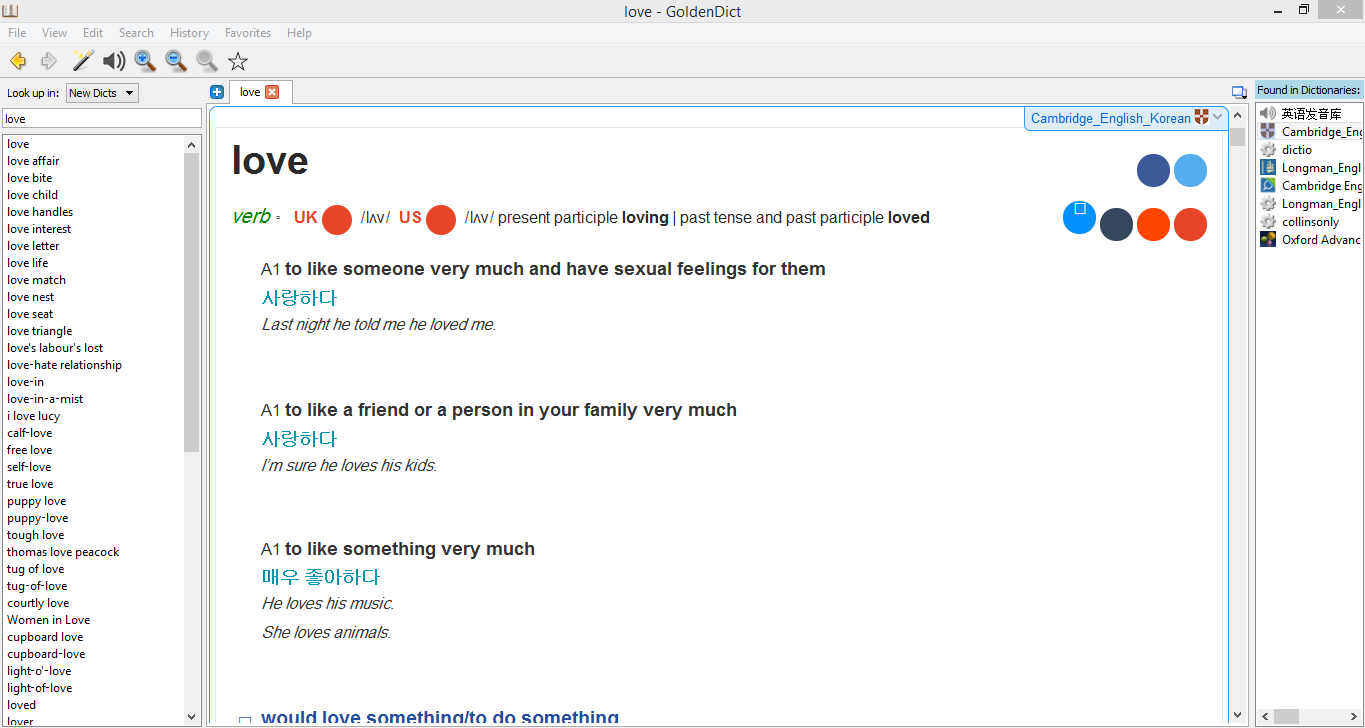 love - GoldenDict
File View Edit Search History Favorites Help
Look up in: New Dicts
love
love
Found in Dictionaries:
love
love affair
love bite
love child
love handles
love interest
love letter
love life
love match
love nest
love seat
love triangle
love's labour's lost
love-hate relationship
love-in
love-in-a-mist
i love lucy
calf-love
free love
self-love
true love
puppy love
puppy-love
tough love
thomas love peacock
tug of love
tug-of-love
courtly love
Women in Love
cupboard love
cupboard-love
light-o'-love
light-of-love
loved
lover
Cambridge_English_Korean
love
verb - UK /lʌv/ US /lʌv/ present participle loving | past tense and past participle loved
A1 to like someone very much and have sexual feelings for them
사랑하다
Last night he told me he loved me.
A1 to like a friend or a person in your family very much
사랑하다
I'm sure he loves his kids.
A1 to like something very much
매우 좋아하다
He loves his music.
She loves animals.
would love something/to do something
英语发音库
Cambridge_Eng
dictio
Longman_Engl
Cambridge Eng
Longman_Engl
collinsonly
Oxford Advanc